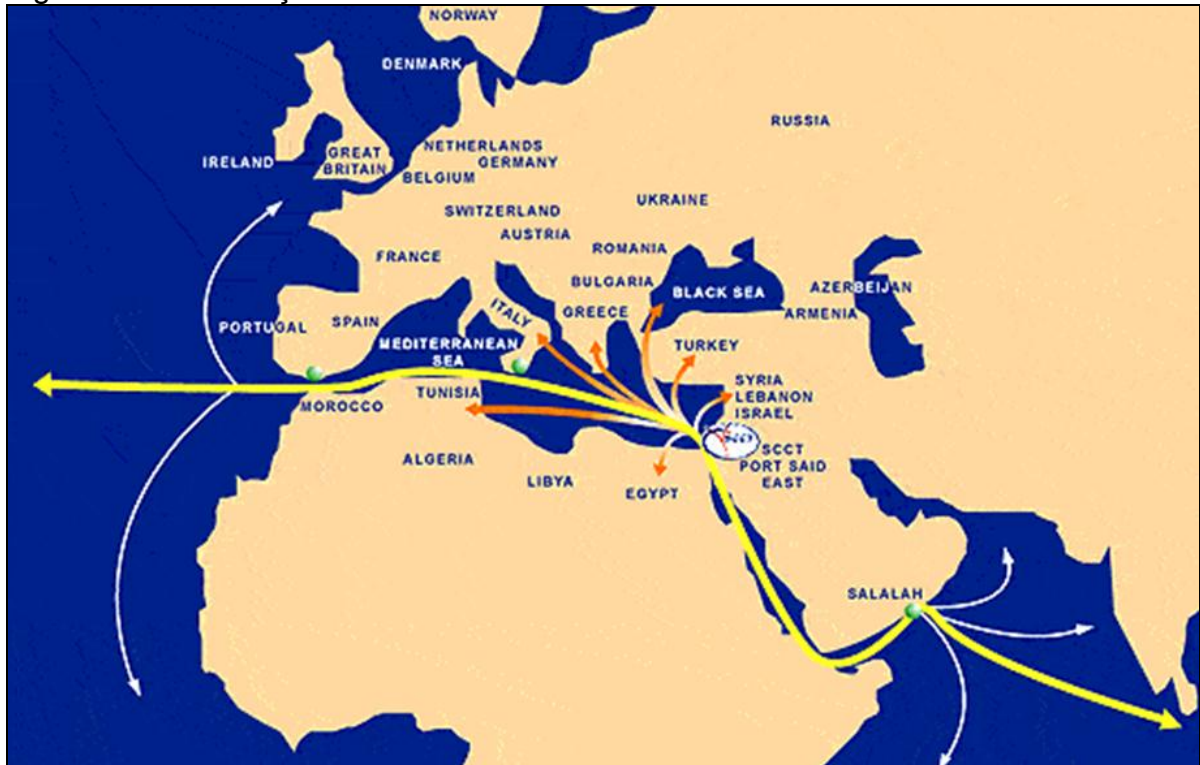 NORWAY
DENMARK
RUSSIA
NETHERLANDS
GERMANY
IRELAND
GREAT
BRITAIN
BELGIUM
UKRAINE
SWITZERLAND
AUSTRIA
ROMANIA
FRANCE
BULGARIA
BLACK SEA
AZERBEIJAN
ITALY
GREECE
ARMENIA
PORTUGAL
SPAIN
MEDITERRANEAN
SEA
TURKEY
SYRIA
LEBANON
ISRAEL
TUNISIA
MOROCCO
SCCT
SCCT
PORT SAID
EAST
ALGERIA
LIBYA
EGYPT
SALALAH